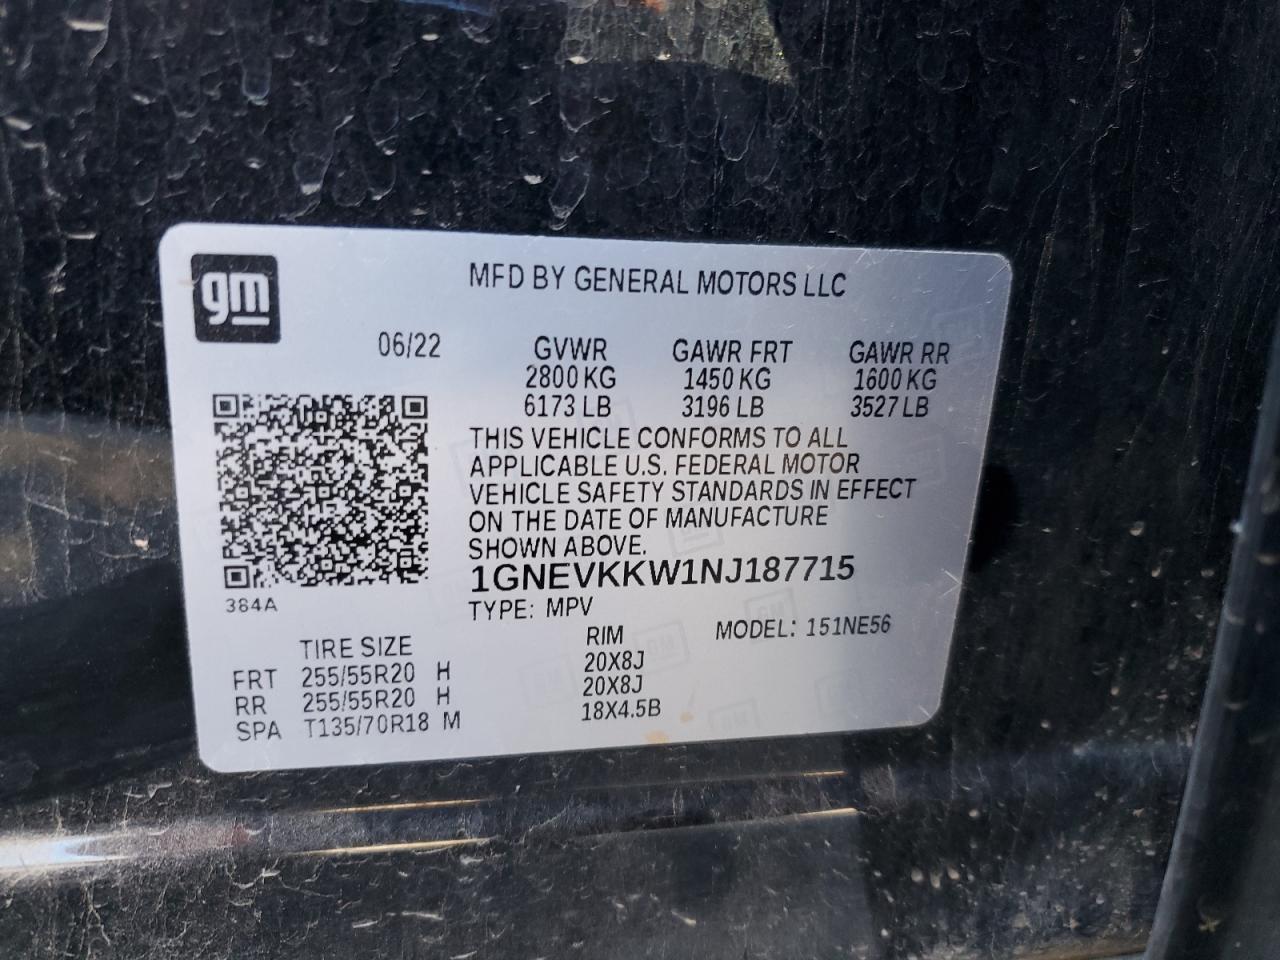 gm
MFD BY GENERAL MOTORS LLC
06/22
GVWR GAWR FRT GAWR RR
2800 KG 1450 KG 1600 KG
6173 LB 3196 LB 3527 LB
THIS VEHICLE CONFORMS TO ALL
APPLICABLE U.S. FEDERAL MOTOR
VEHICLE SAFETY STANDARDS IN EFFECT
ON THE DATE OF MANUFACTURE
SHOWN ABOVE.
1GNEVKKW1NJ187715
384A
TYPE: MPV
MODEL: 151NE56
TIRE SIZE RIM
FRT 255/55R20 H 20X8J
RR 255/55R20 H 20X8J
SPA T135/70R18 M 18X4.5B